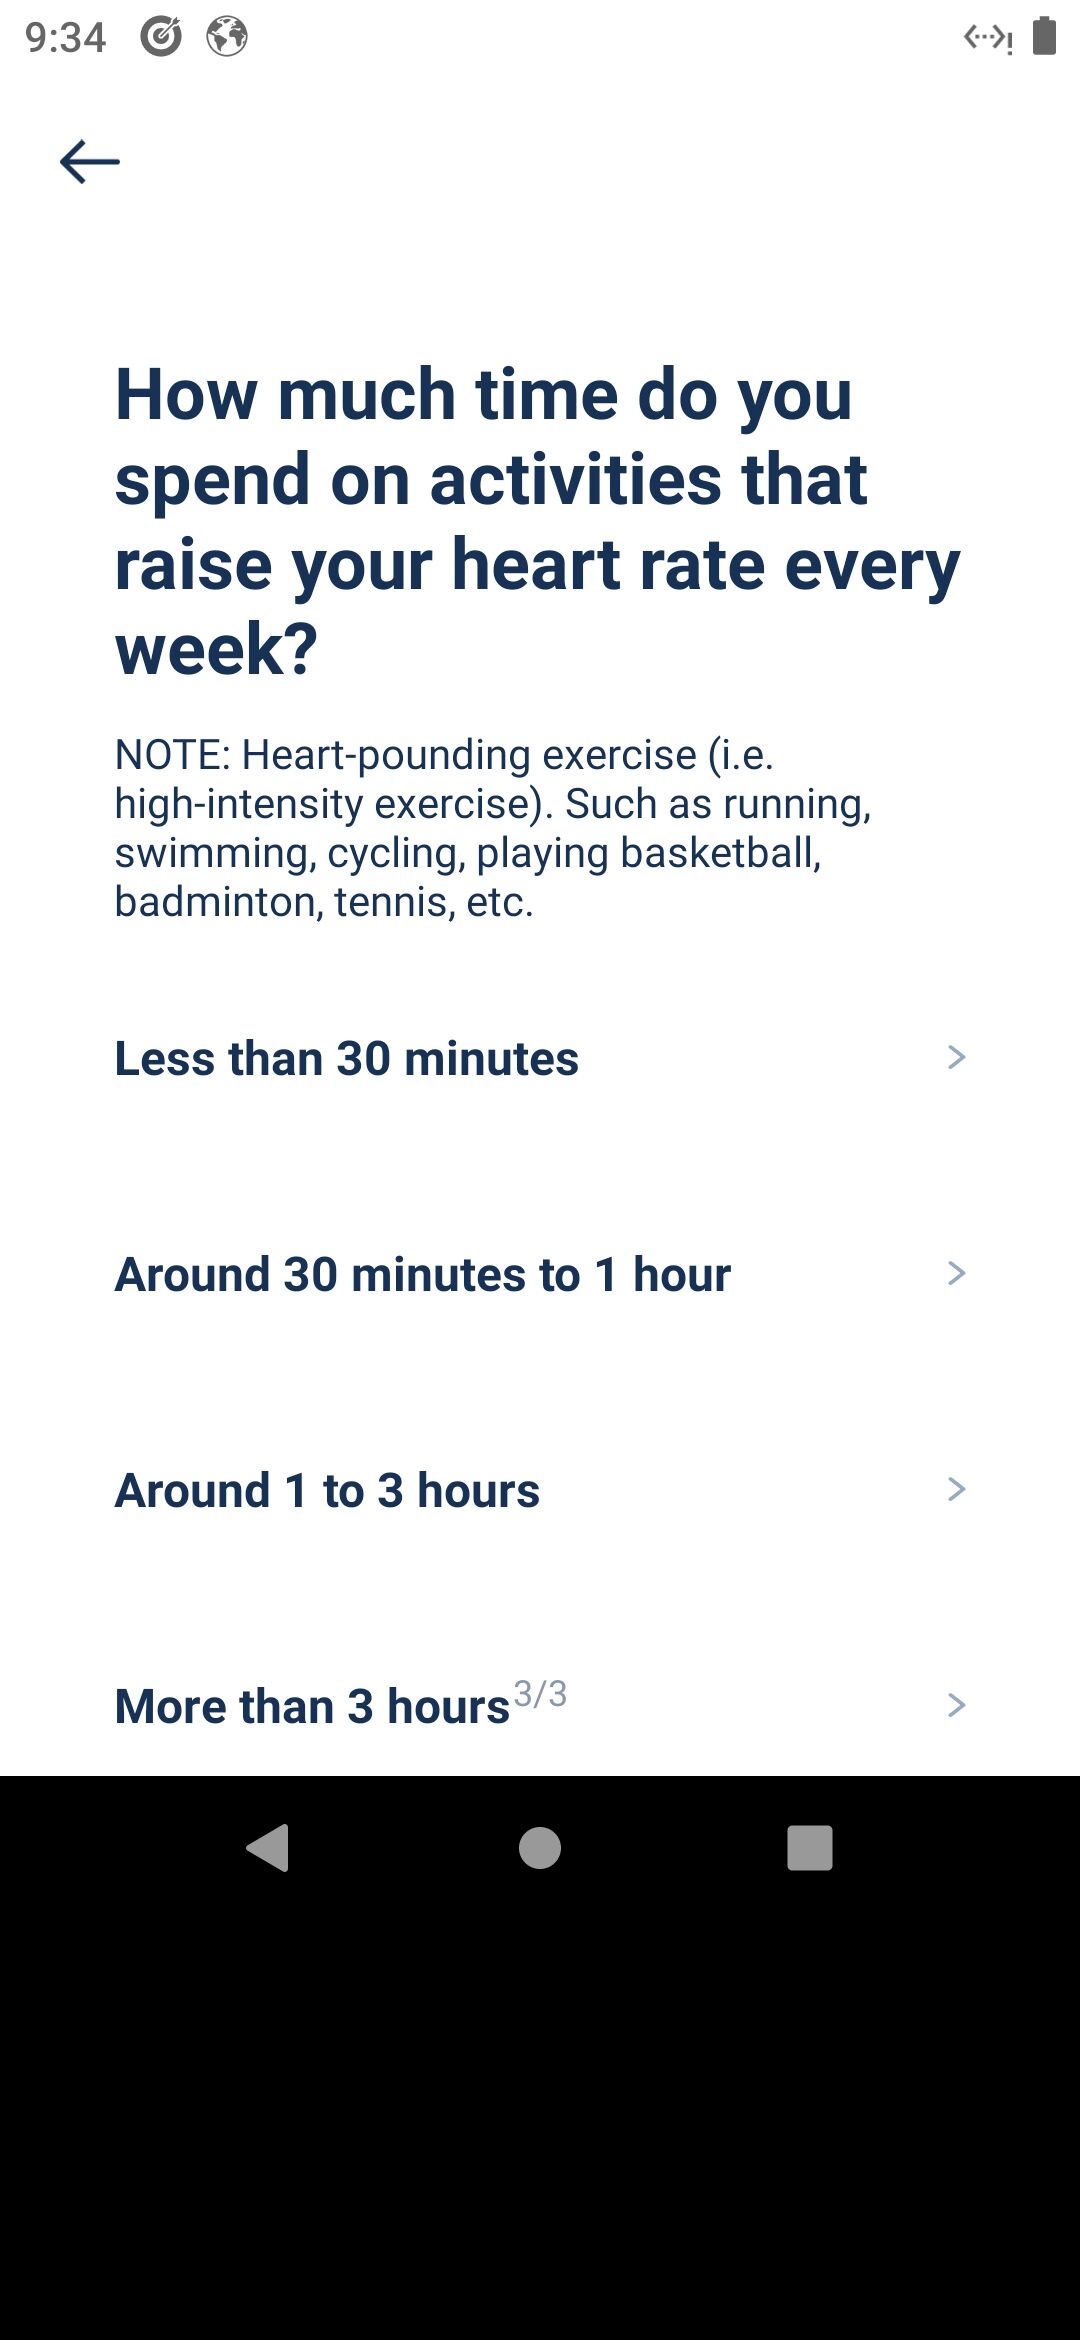 9:34
How much time do you
spend on activities that
raise your heart rate every
week?
NOTE: Heart-pounding exercise (i.e.
high-intensity exercise). Such as running,
swimming, cycling, playing basketball,
badminton, tennis, etc.
Less than 30 minutes
Around 30 minutes to 1 hour
Around 1 to 3 hours
More than 3 hours
3/3